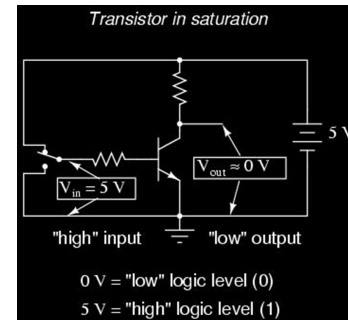 Transistor in saturation
5 V
Vout ≈ 0 V
Vin = 5 V
"high" input
"low" output
0 V = "low" logic level (0)
5 V = "high" logic level (1)